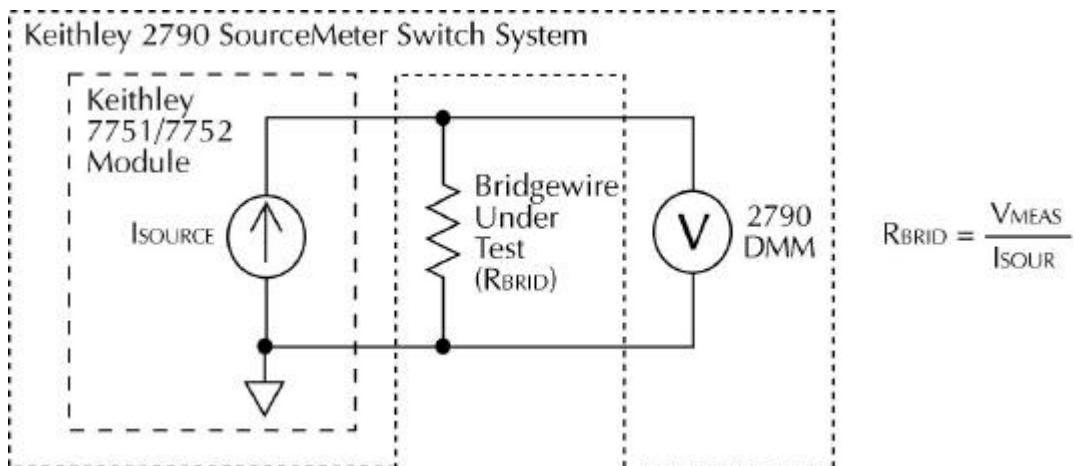 Keithley 2790 SourceMeter Switch System
Keithley
7751/7752
Module
ISOURCE
Bridgewire
Under
Test
(RBRID)
V
2790
DMM
RBRID = VMEAS
ISOUR